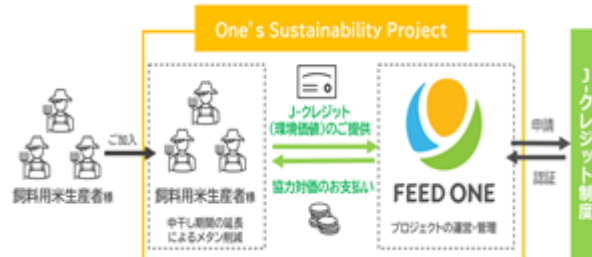 One's Sustainability Project
J-クレジット
(環境価値)のご提供
ご加入
申請
J-クレジット制度
飼料用米生産者様
飼料用米生産者様
協力対価のお支払い
FEED ONE
認証
中干し期間の延長
によるメタン削減
プロジェクトの運営・管理